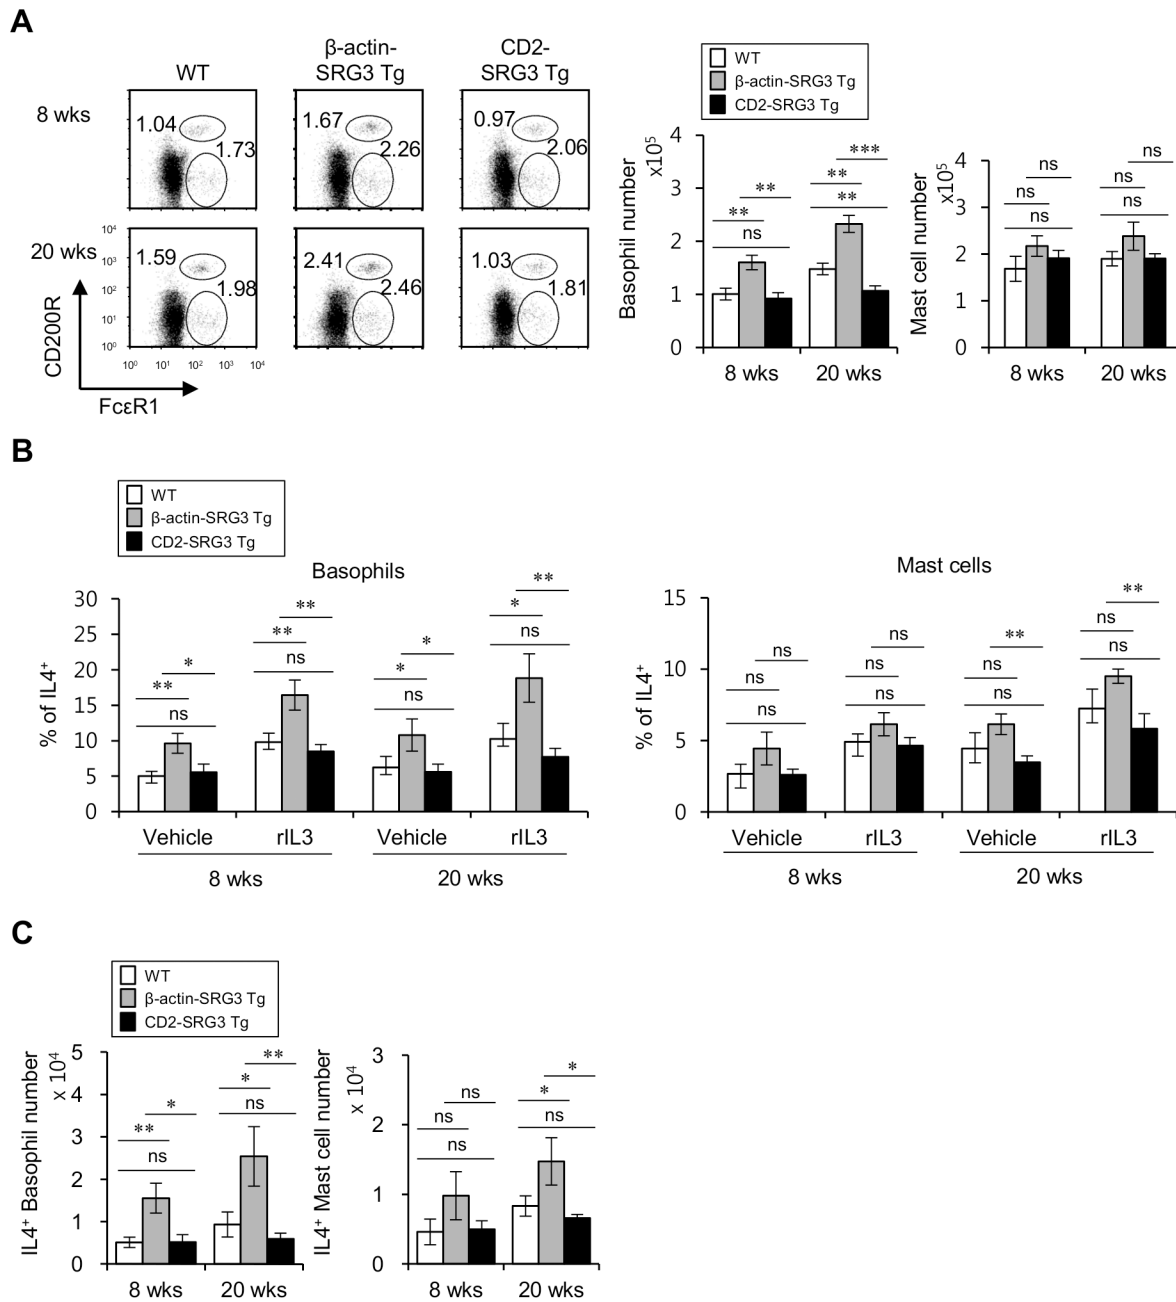 A
WT
β-actin-
SRG3 Tg
CD2-
SRG3 Tg
8 wks
1.04
1.73
1.67
2.26
0.97
2.06
20 wks
1.59
1.98
2.41
2.46
1.03
1.81
10⁴
10³
10²
10¹
10⁰
10⁰ 10¹ 10² 10³ 10⁴
CD200R
FcεR1
WT
β-actin-SRG3 Tg
CD2-SRG3 Tg
Basophil number
x10⁵
4
3
2
1
0
**
**
ns
***
**
**
8 wks 20 wks
Mast cell number
x10⁵
4
3
2
1
0
ns
ns
ns
ns
ns
ns
8 wks 20 wks
B
WT
β-actin-SRG3 Tg
CD2-SRG3 Tg
Basophils
% of IL4⁺
30
25
20
15
10
5
0
*
**
ns
**
**
ns
*
*
ns
**
*
ns
Vehicle rIL3 Vehicle rIL3
8 wks 20 wks
Mast cells
% of IL4⁺
15
10
5
0
ns
ns
ns
ns
ns
ns
**
ns
ns
**
ns
ns
Vehicle rIL3 Vehicle rIL3
8 wks 20 wks
C
WT
β-actin-SRG3 Tg
CD2-SRG3 Tg
IL4⁺ Basophil number
x 10⁴
5
4
3
2
1
0
*
**
ns
**
*
ns
8 wks 20 wks
IL4⁺ Mast cell number
x 10⁴
3
2
1
0
ns
ns
ns
*
*
ns
8 wks 20 wks